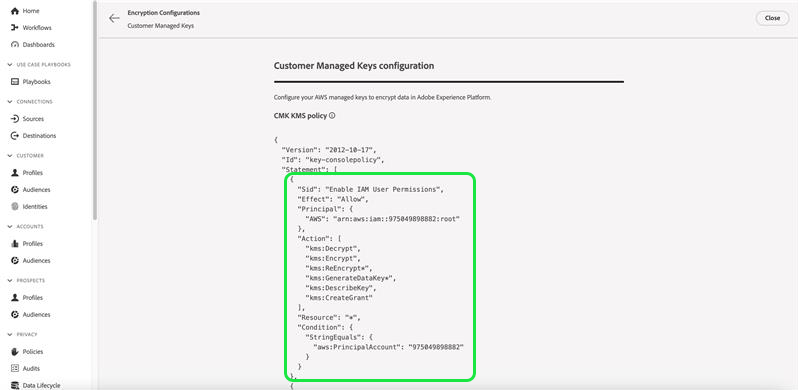 Home
Workflows
Dashboards
USE CASE PLAYBOOKS
Playbooks
CONNECTIONS
Sources
Destinations
CUSTOMER
Profiles
Audiences
Identities
ACCOUNTS
Profiles
Audiences
PROSPECTS
Profiles
Audiences
PRIVACY
Policies
Audits
Data Lifecycle
Encryption Configurations
Customer Managed Keys
Close
Customer Managed Keys configuration
Configure your AWS managed keys to encrypt data in Adobe Experience Platform.
CMK KMS policy
{
"Version": "2012-10-17",
"Id": "key-consolepolicy",
"Statement": [
{
"Sid": "Enable IAM User Permissions",
"Effect": "Allow",
"Principal": {
"AWS": "arn:aws:iam::975049898882:root"
},
"Action": [
"kms:Decrypt",
"kms:Encrypt",
"kms:ReEncrypt*",
"kms:GenerateDataKey*",
"kms:DescribeKey",
"kms:CreateGrant"
],
"Resource": "*",
"Condition": {
"StringEquals": {
"aws:PrincipalAccount": "975049898882"
}
}
},
{